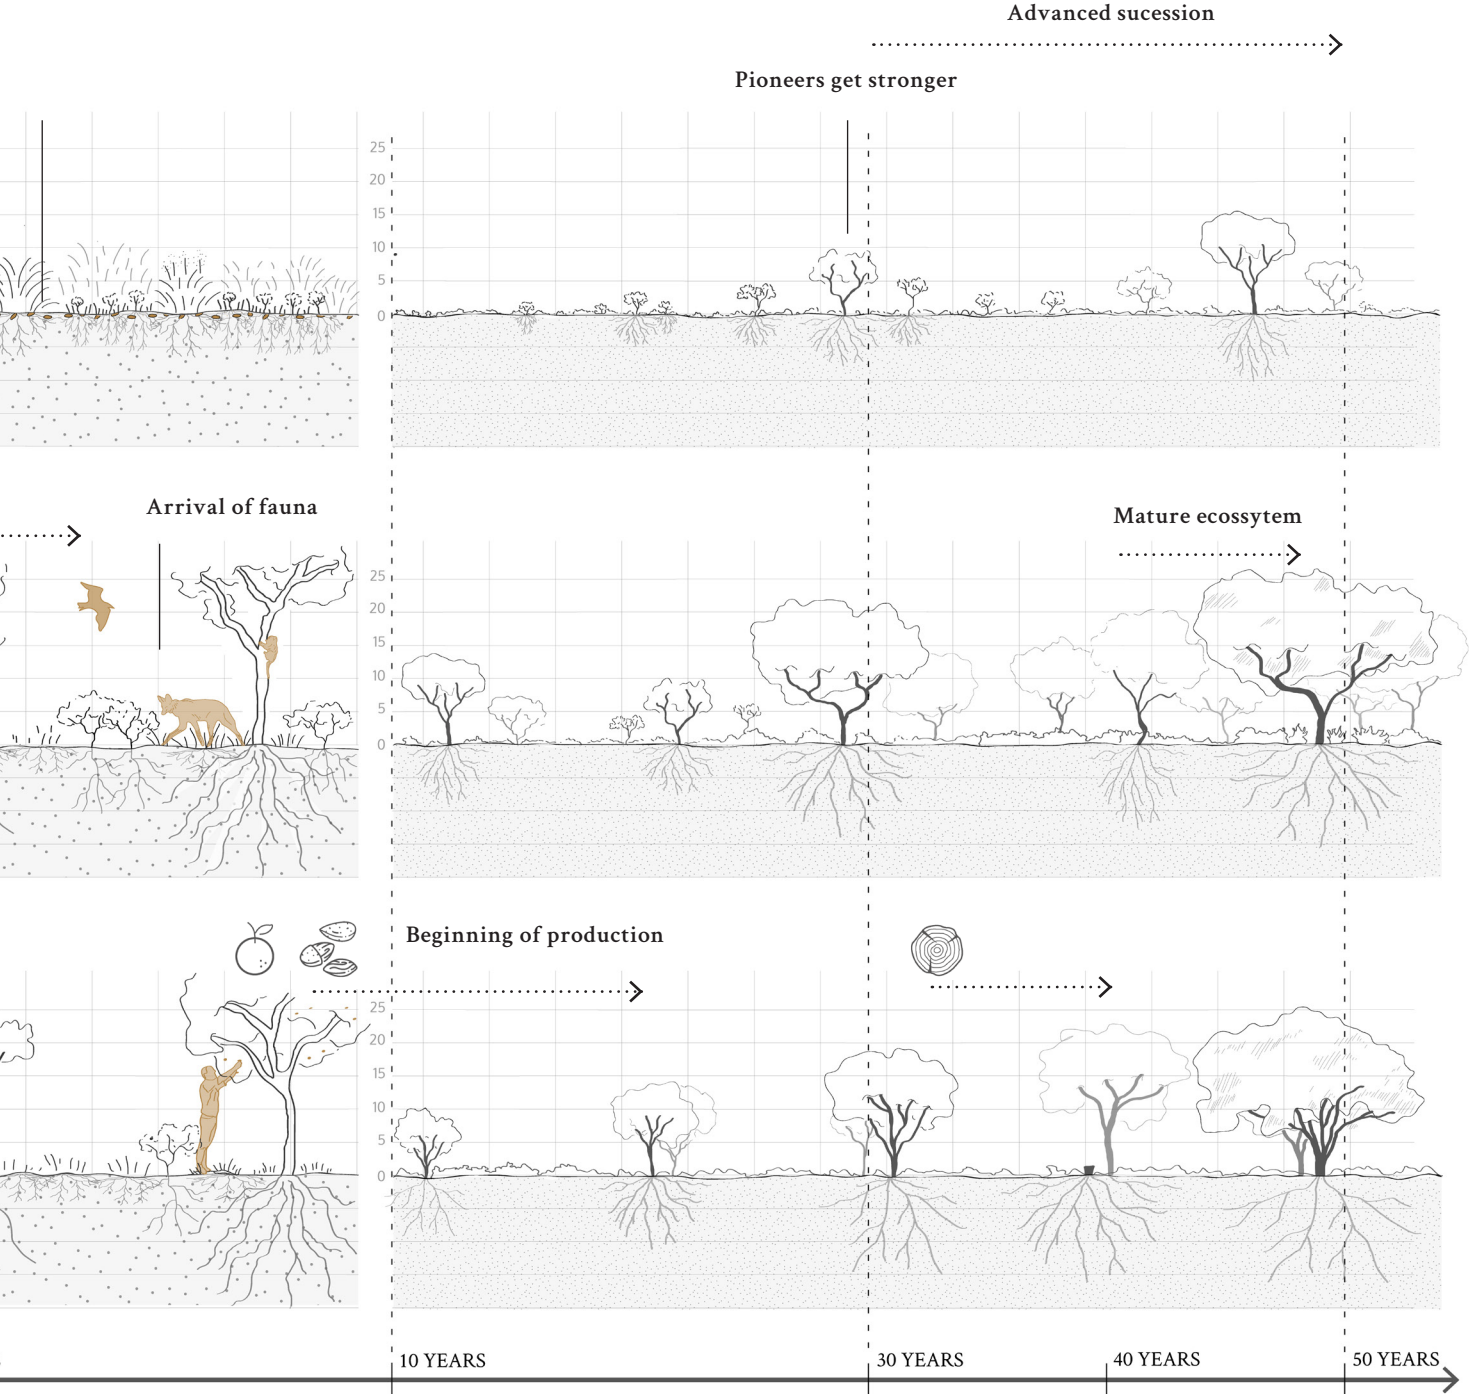 Advanced sucession
Pioneers get stronger
25
20
15
10
5
0
Arrival of fauna
Mature ecossytem
25
20
15
10
5
0
Beginning of production
25
20
15
10
5
0
10 YEARS
30 YEARS
40 YEARS
50 YEARS